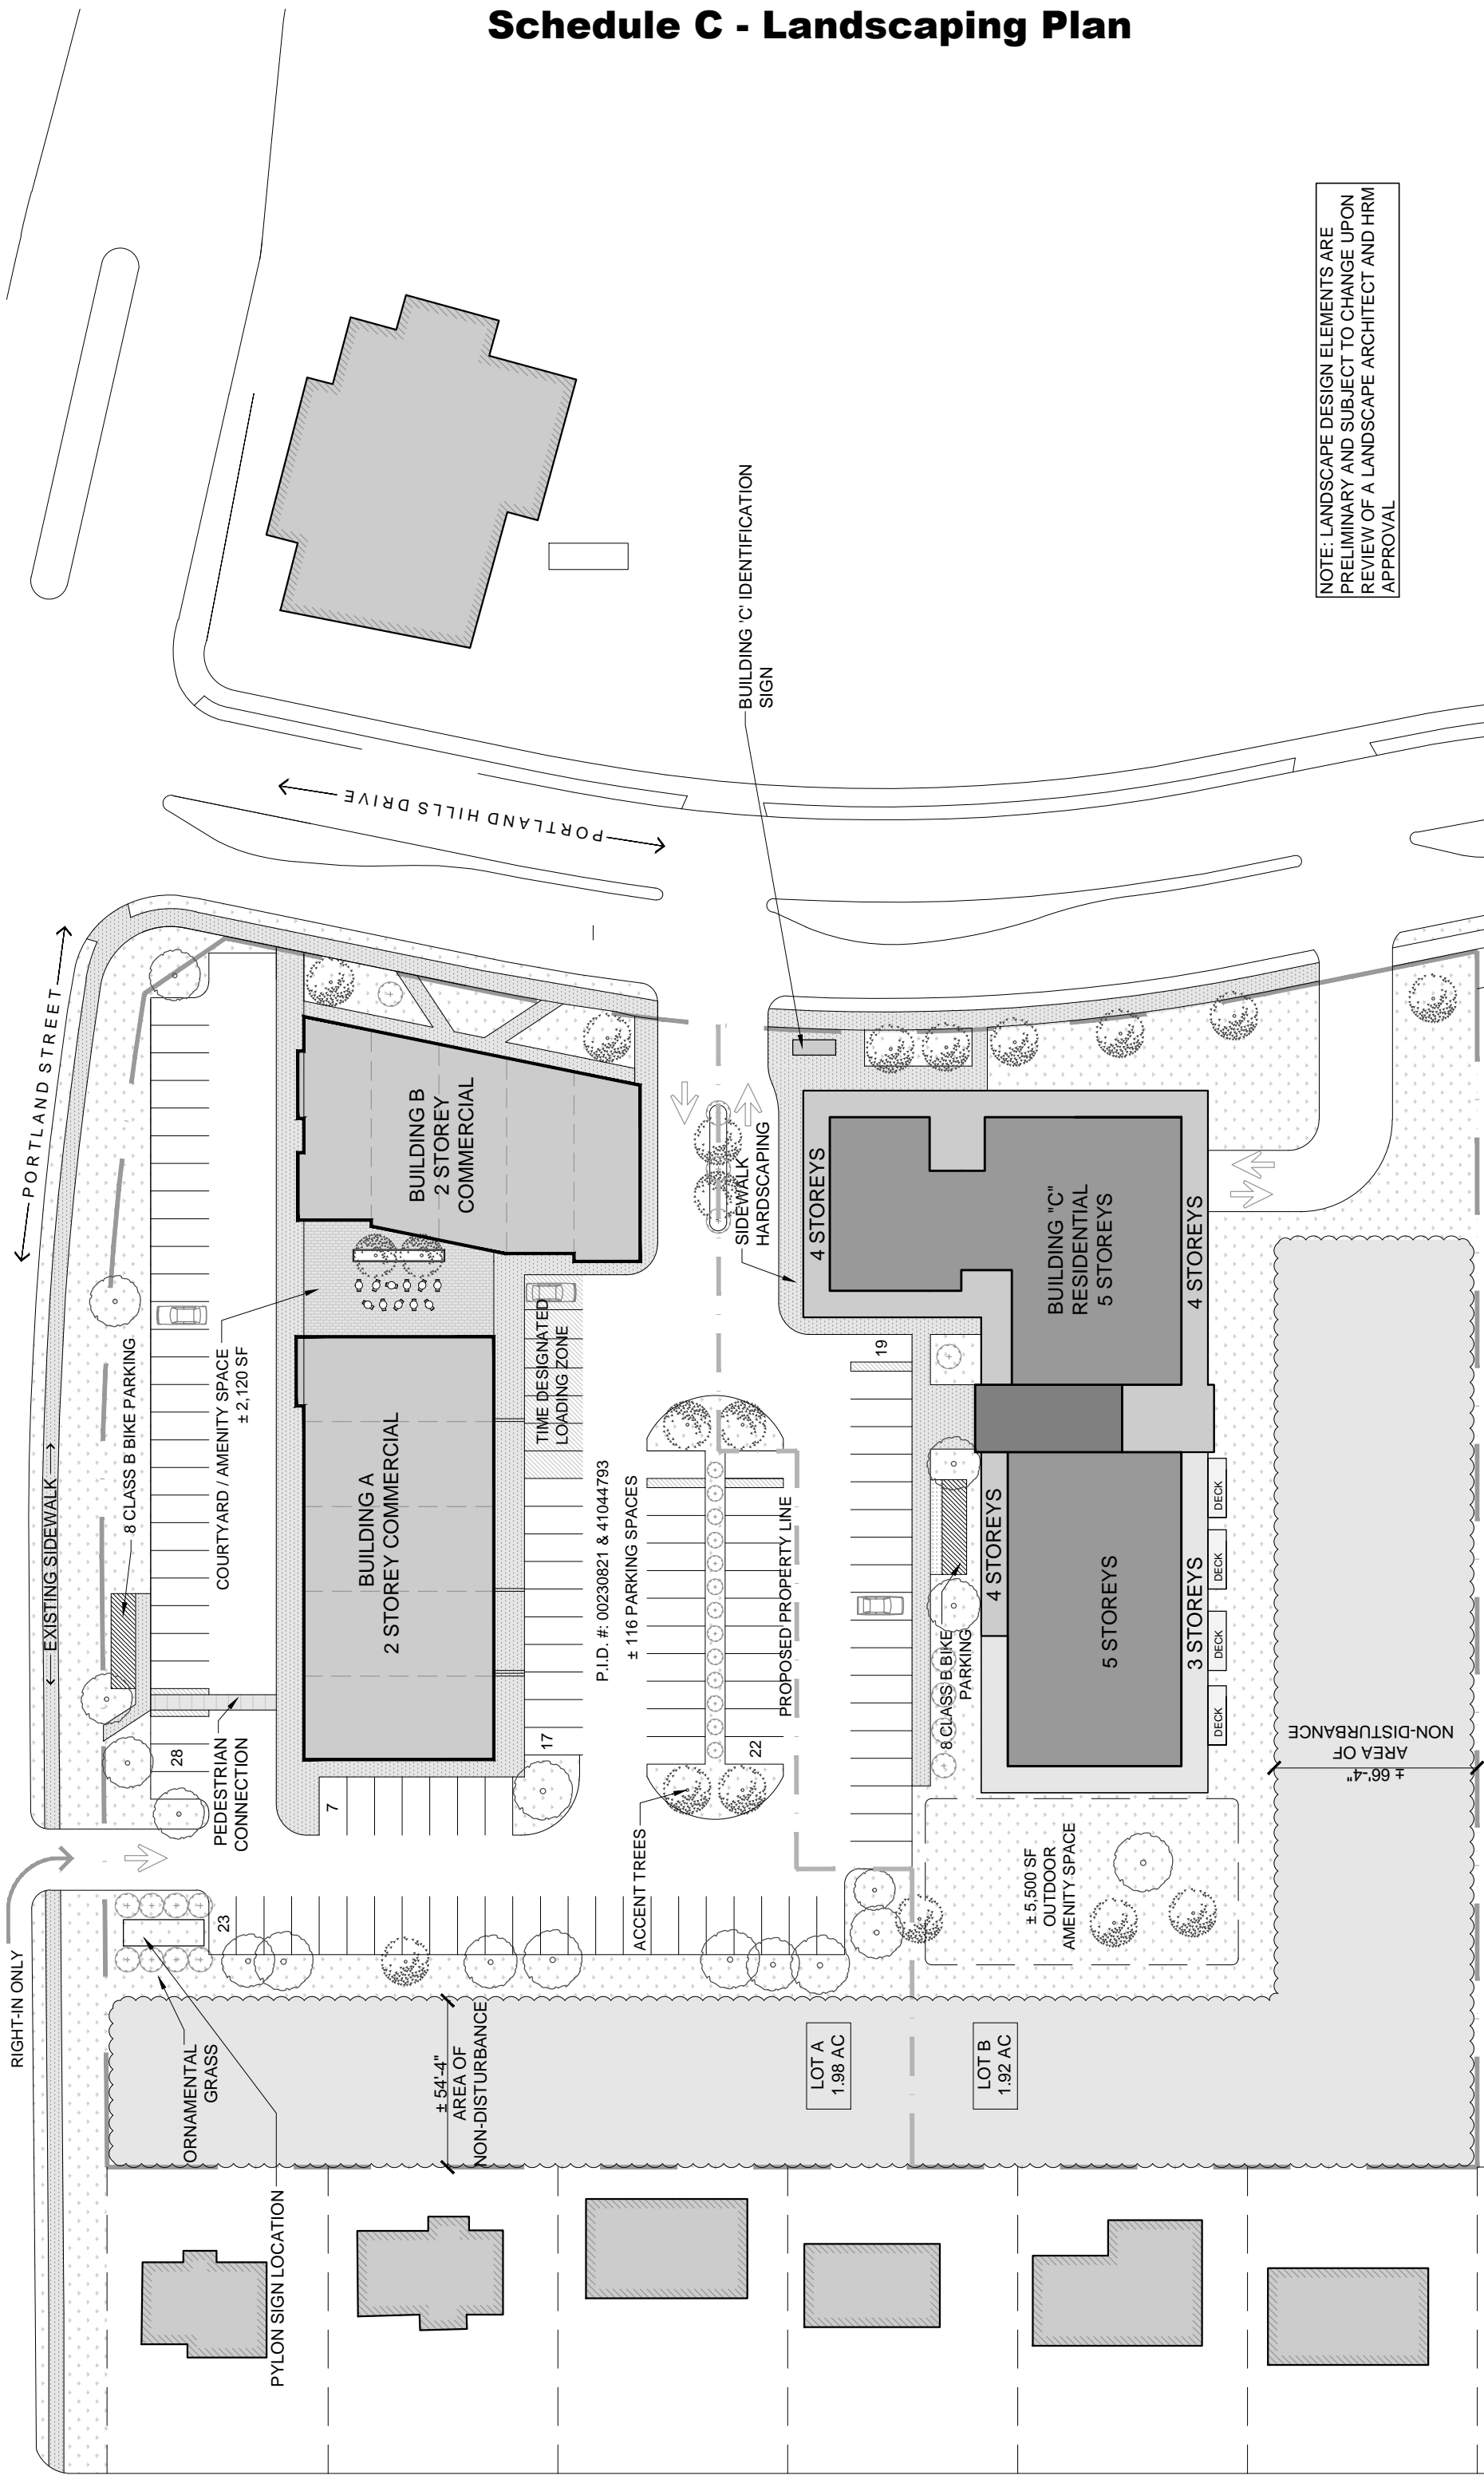 Schedule C - Landscaping Plan
NOTE: LANDSCAPE DESIGN ELEMENTS ARE
PRELIMINARY AND SUBJECT TO CHANGE UPON
REVIEW OF A LANDSCAPE ARCHITECT AND HRM
APPROVAL
BUILDING 'C' IDENTIFICATION
SIGN
PORTLAND HILLS DRIVE
PORTLAND STREET
EXISTING SIDEWALK
8 CLASS B BIKE PARKING
COURTYARD / AMENITY SPACE
± 2,120 SF
BUILDING B
2 STOREY
COMMERCIAL
BUILDING A
2 STOREY COMMERCIAL
TIME DESIGNATED
LOADING ZONE
P.I.D. #: 00230821 & 41044793
± 116 PARKING SPACES
PROPOSED PROPERTY LINE
SIDEWALK
HARDSCAPING
4 STOREYS
BUILDING "C"
RESIDENTIAL
5 STOREYS
4 STOREYS
19
4 STOREYS
5 STOREYS
3 STOREYS
DECK
DECK
DECK
DECK
8 CLASS B BIKE
PARKING
28
PEDESTRIAN
CONNECTION
7
17
22
23
ACCENT TREES
± 5,500 SF
OUTDOOR
AMENITY SPACE
± 66'-4"
AREA OF
NON-DISTURBANCE
RIGHT-IN ONLY
ORNAMENTAL
GRASS
PYLON SIGN LOCATION
± 54'-4"
AREA OF
NON-DISTURBANCE
LOT A
1.98 AC
LOT B
1.92 AC